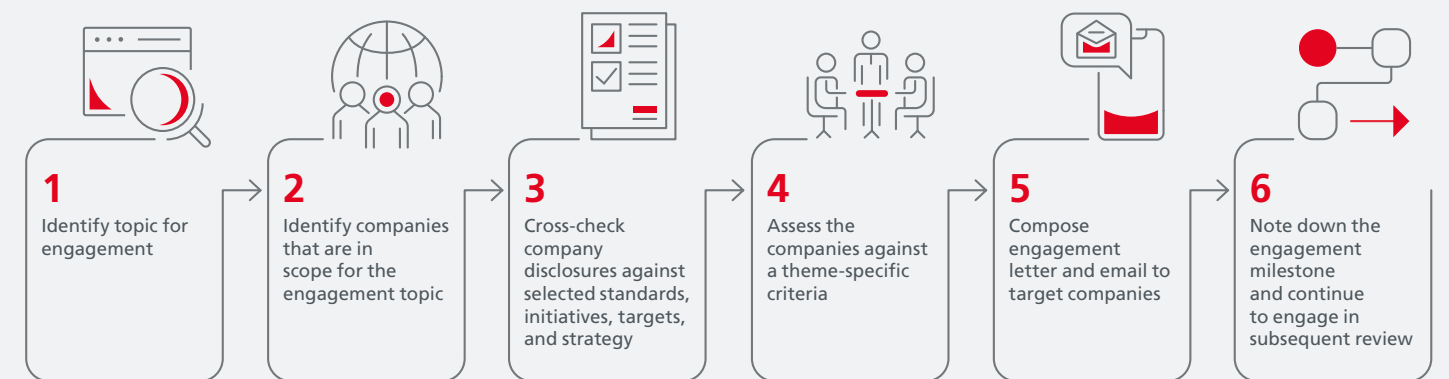 1
Identify topic for
engagement
2
Identify companies
that are in
scope for the
engagement topic
3
Cross-check
company
disclosures against
selected standards,
initiatives, targets,
and strategy
4
Assess the
companies against
a theme-specific
criteria
5
Compose
engagement
letter and email to
target companies
6
Note down the
engagement
milestone
and continue
to engage in
subsequent review